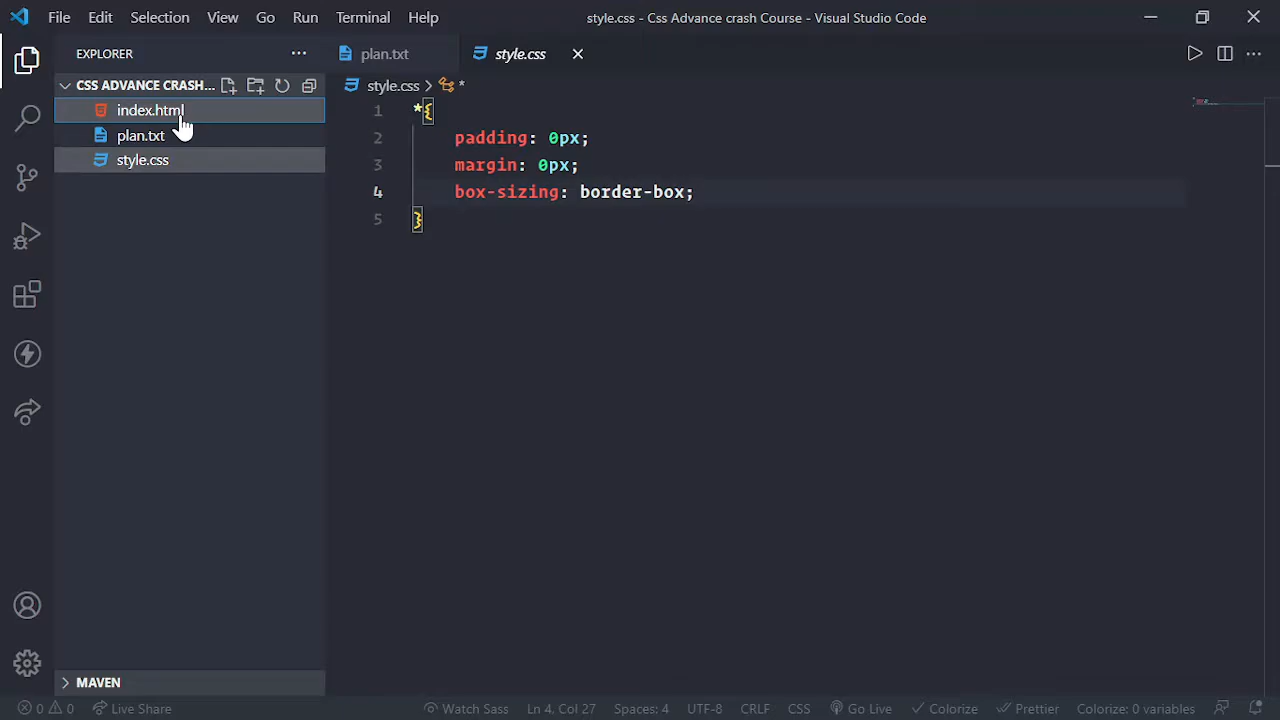 File Edit Selection View Go Run Terminal Help
style.css - Css Advance crash Course - Visual Studio Code
EXPLORER
plan.txt
style.css
CSS ADVANCE CRASH...
style.css > *
index.html
plan.txt
style.css
1 *{
2 padding: 0px;
3 margin: 0px;
4 box-sizing: border-box;
5 }
MAVEN
0 0 Live Share Watch Sass Ln 4, Col 27 Spaces: 4 UTF-8 CRLF CSS Go Live Colorize Prettier Colorize: 0 variables